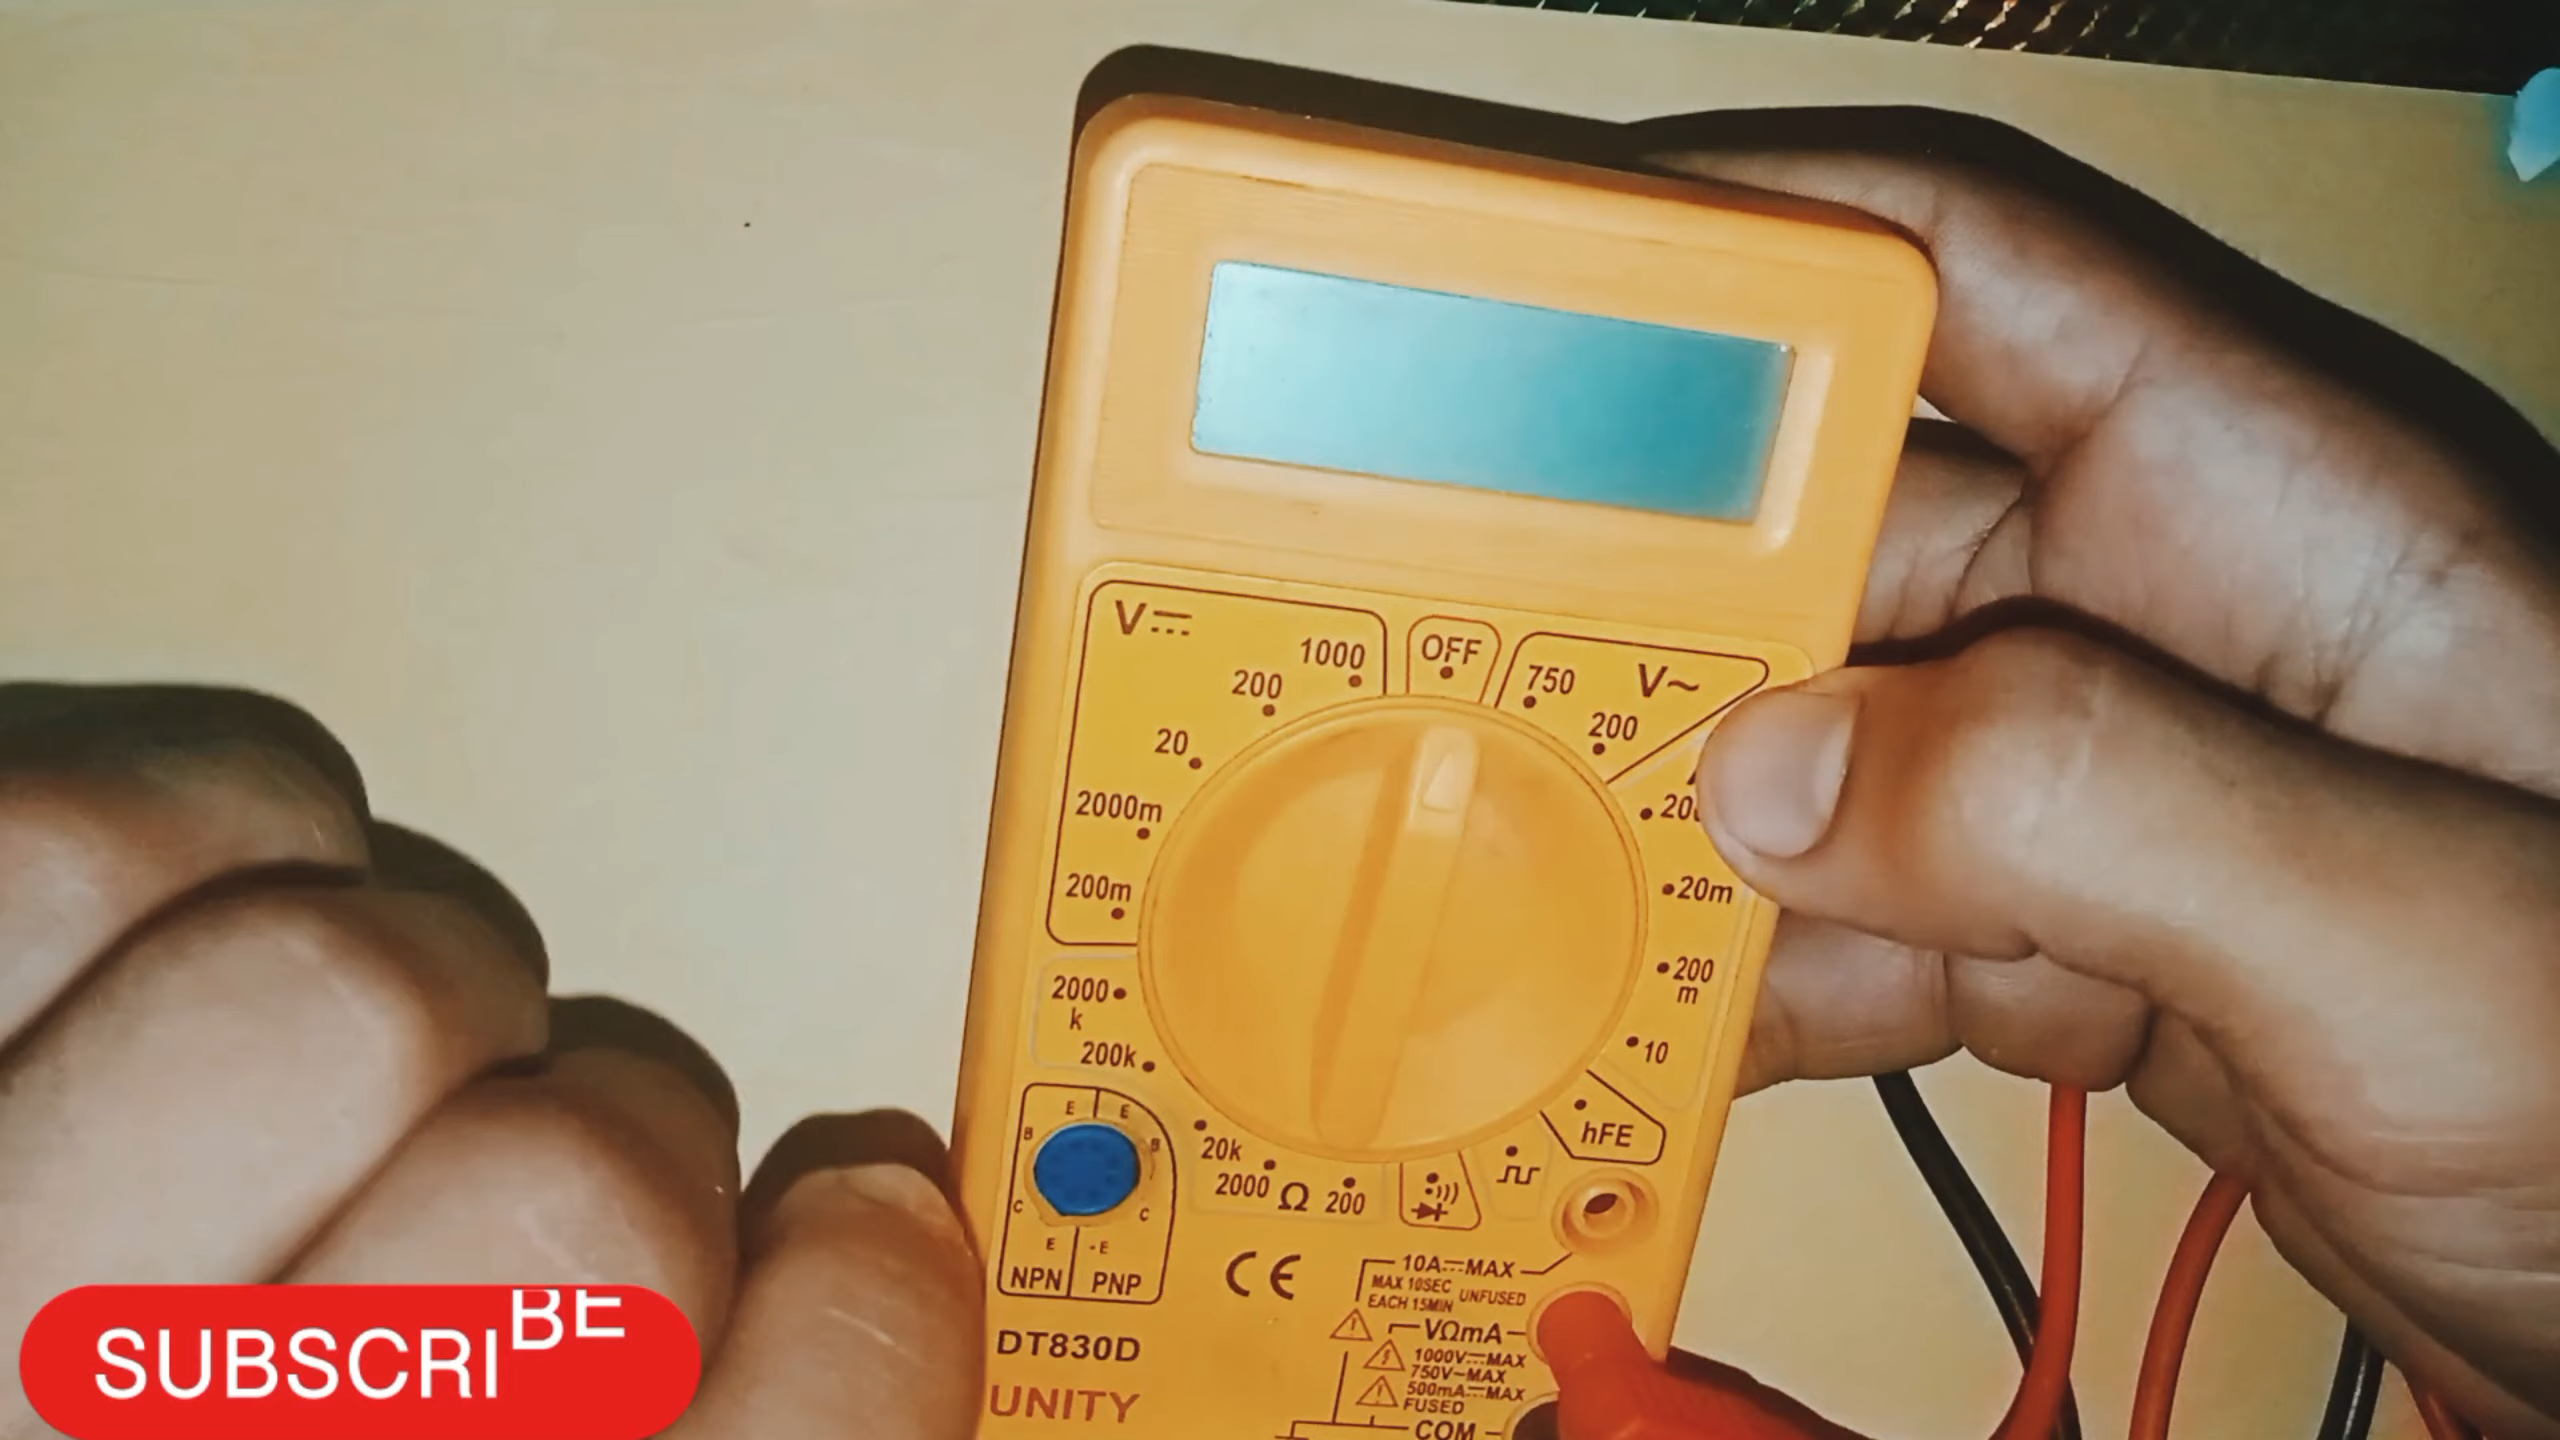 V⎓
1000
OFF
750
V~
200
200
20
2000m
20m
200m
200
m
2000
k
10
200k
E E
B B
hFE
20k
2000 Ω 200
C C
E -E
NPN PNP
CE
10A⎓MAX
MAX 10SEC
EACH 15MIN
UNFUSED
VΩmA
1000V⎓MAX
750V~MAX
500mA⎓MAX
FUSED
COM
DT830D
UNITY
SUBSCRIBE